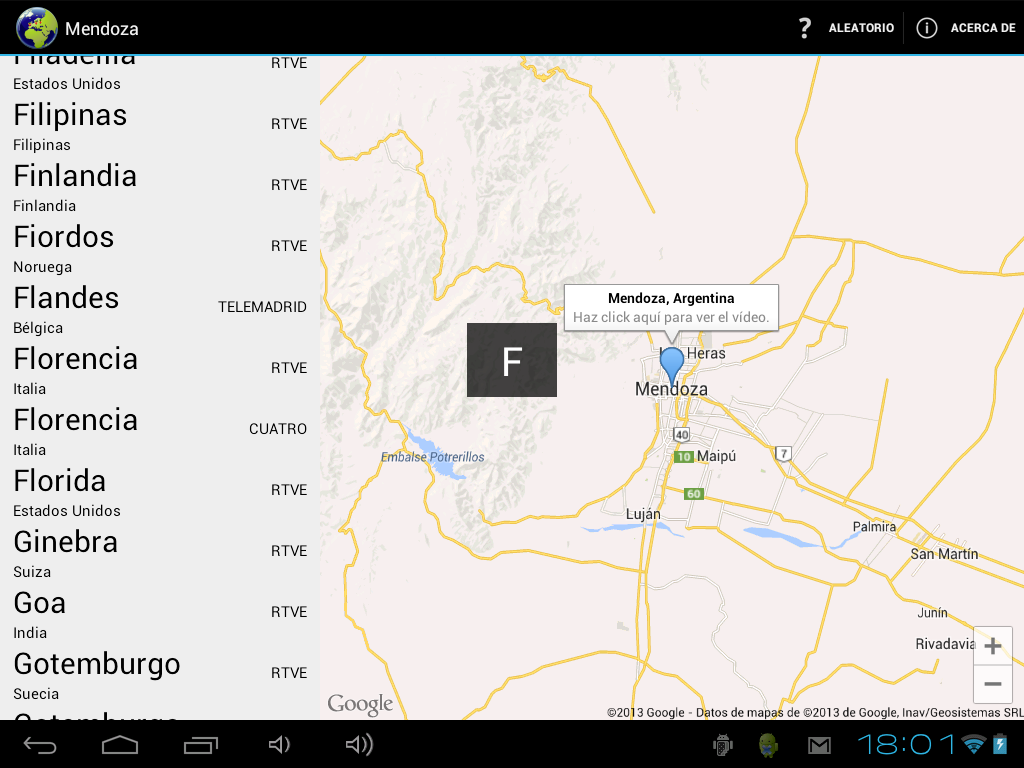 Mendoza
? ALEATORIO
ACERCA DE
Filadelfia
RTVE
Estados Unidos
Filipinas
RTVE
Filipinas
Finlandia
RTVE
Finlandia
Fiordos
RTVE
Noruega
Flandes
TELEMADRID
Bélgica
Florencia
RTVE
Italia
Florencia
CUATRO
Italia
Florida
RTVE
Estados Unidos
Ginebra
RTVE
Suiza
Goa
RTVE
India
Gotemburgo
RTVE
Suecia
Gotemburgo
F
Mendoza, Argentina
Haz click aquí para ver el vídeo.
Heras
Mendoza
40
10
Maipú
7
Embalse Potrerillos
60
Luján
Palmira
San Martín
Junín
Rivadavia
+
−
Google
©2013 Google - Datos de mapas de ©2013 de Google, Inav/Geosistemas SRL
18:01